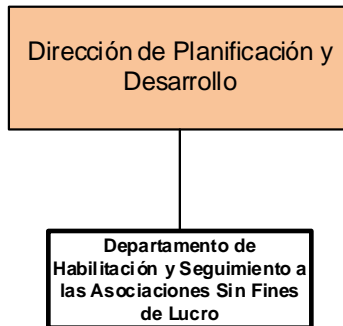 Dirección de Planificación y
Desarrollo
Departamento de
Habilitación y Seguimiento a
las Asociaciones Sin Fines
de Lucro